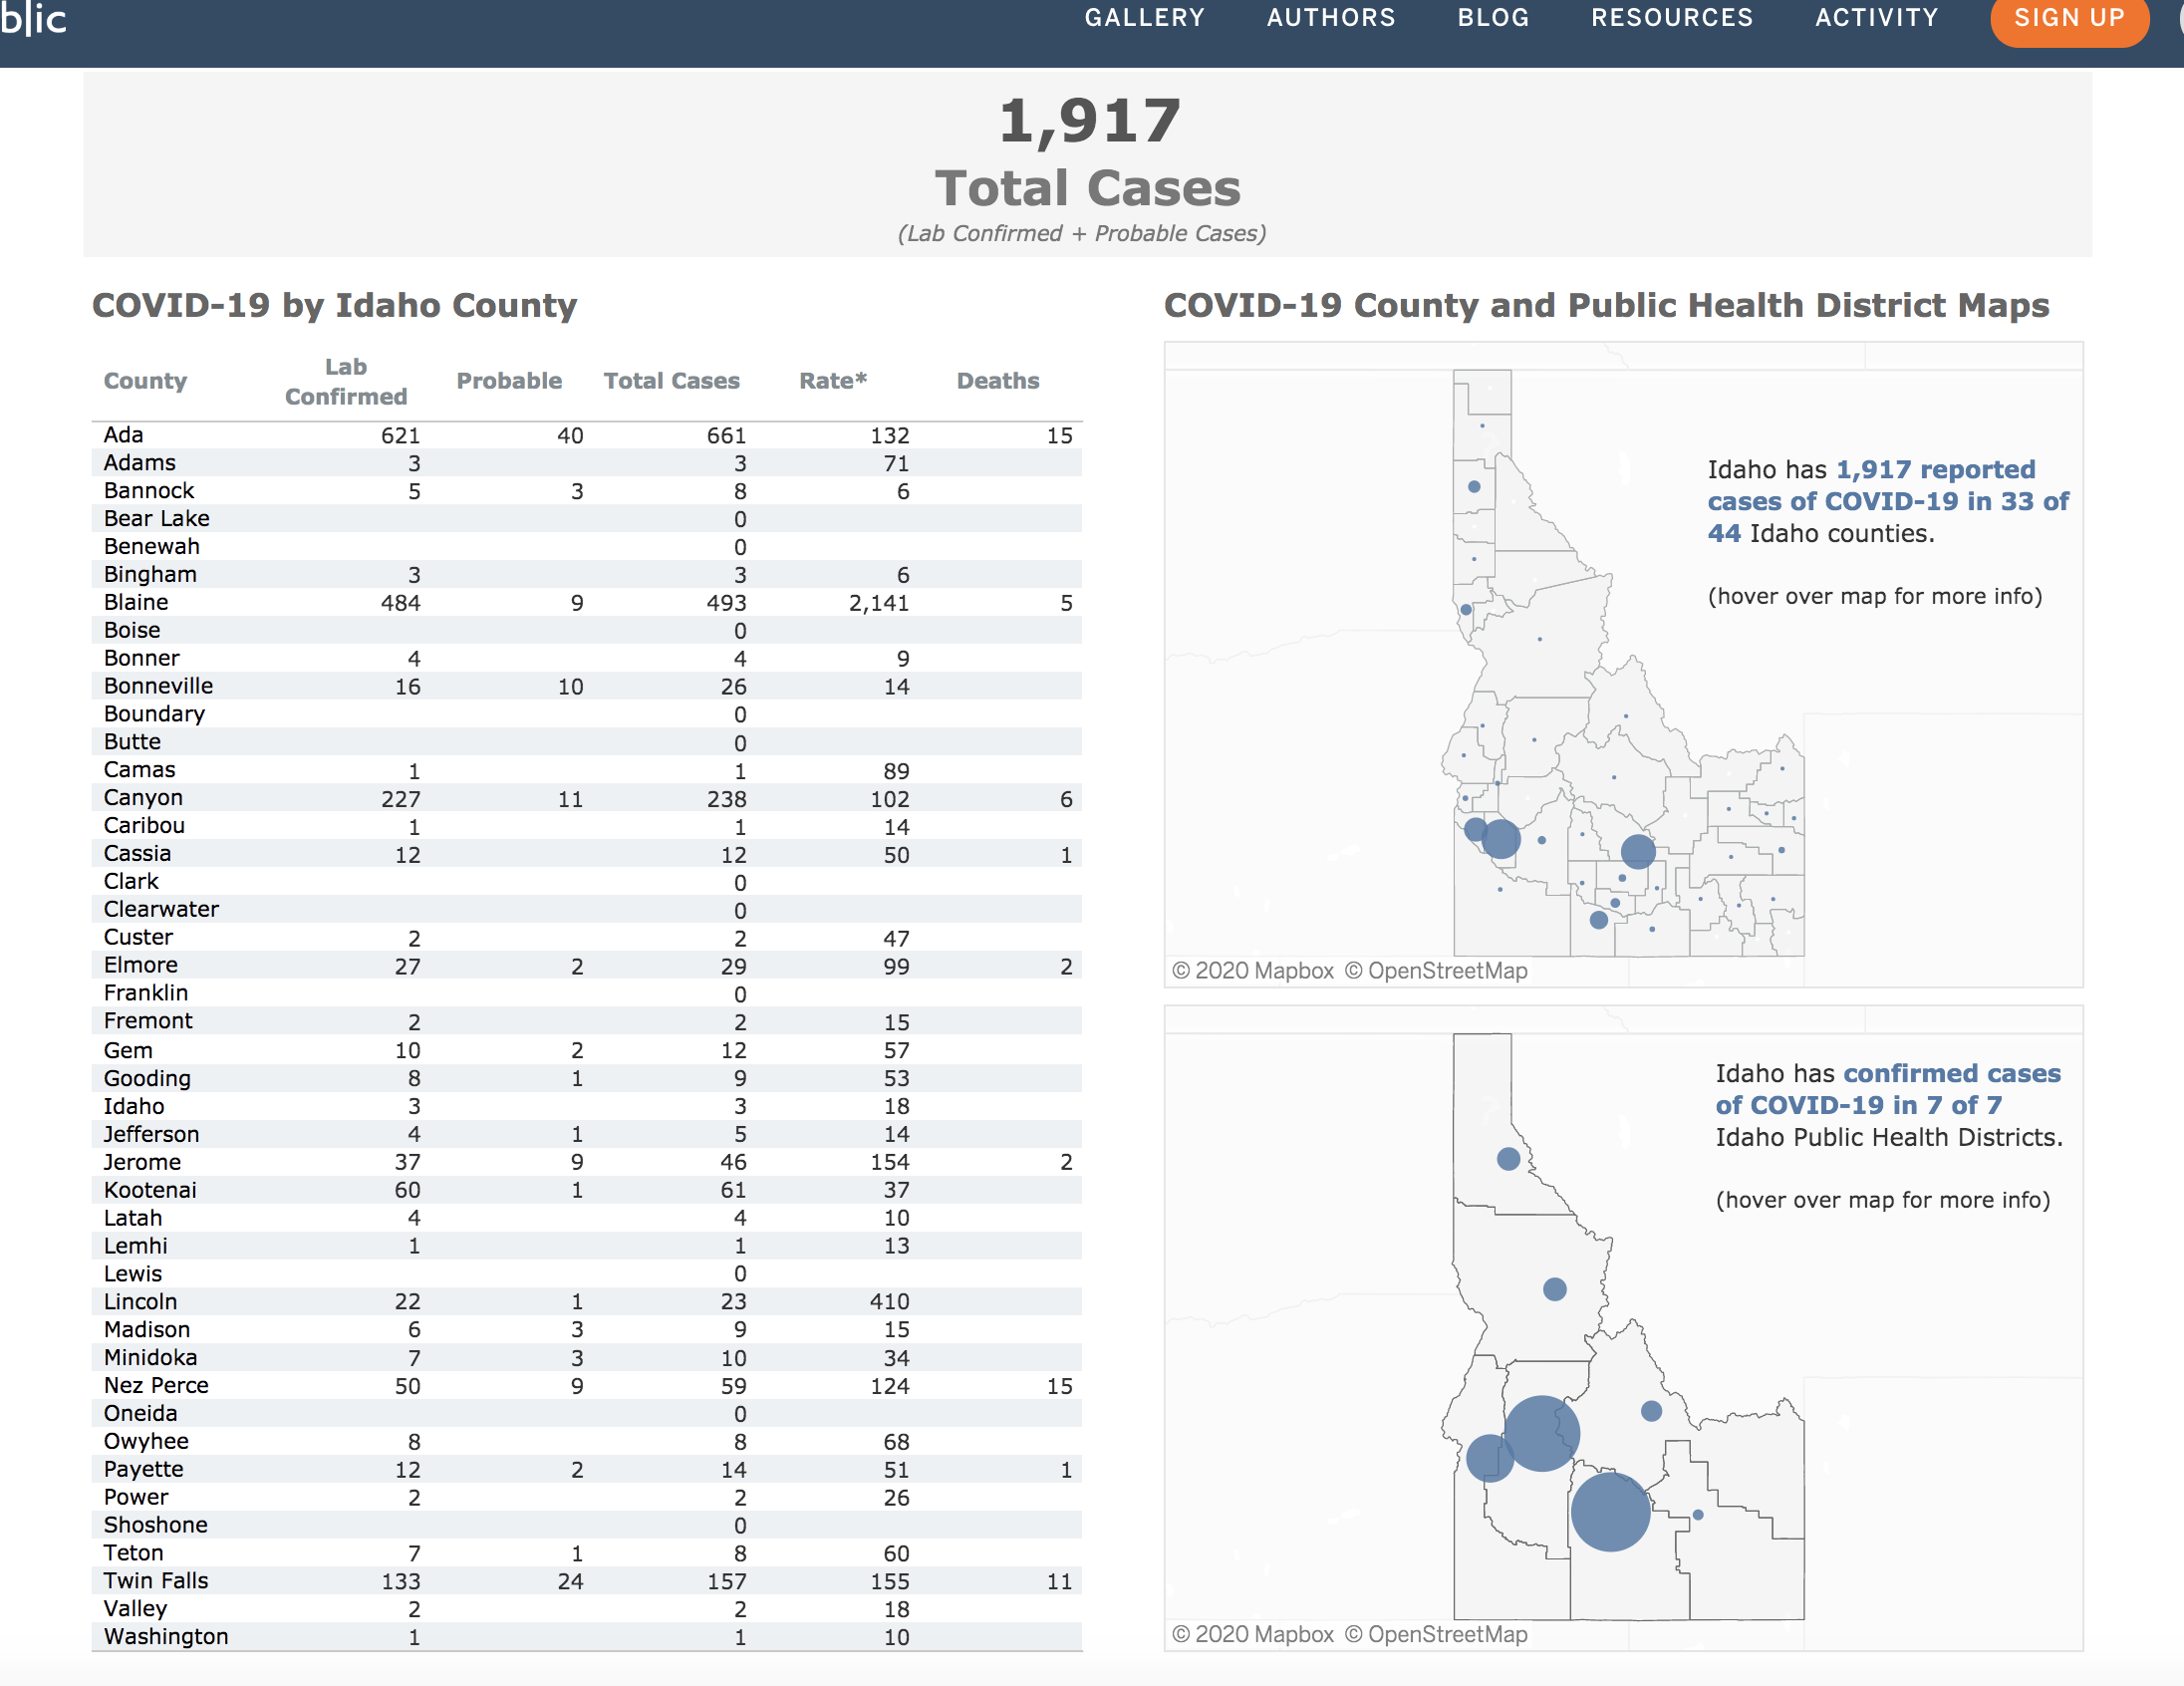 blic
GALLERY AUTHORS BLOG RESOURCES ACTIVITY SIGN UP
1,917
Total Cases
(Lab Confirmed + Probable Cases)
COVID-19 by Idaho County
County Lab Confirmed Probable Total Cases Rate* Deaths
Ada 621 40 661 132 15
Adams 3 3 71
Bannock 5 3 8 6
Bear Lake 0
Benewah 0
Bingham 3 3 6
Blaine 484 9 493 2,141 5
Boise 0
Bonner 4 4 9
Bonneville 16 10 26 14
Boundary 0
Butte 0
Camas 1 1 89
Canyon 227 11 238 102 6
Caribou 1 1 14
Cassia 12 12 50 1
Clark 0
Clearwater 0
Custer 2 2 47
Elmore 27 2 29 99 2
Franklin 0
Fremont 2 2 15
Gem 10 2 12 57
Gooding 8 1 9 53
Idaho 3 3 18
Jefferson 4 1 5 14
Jerome 37 9 46 154 2
Kootenai 60 1 61 37
Latah 4 4 10
Lemhi 1 1 13
Lewis 0
Lincoln 22 1 23 410
Madison 6 3 9 15
Minidoka 7 3 10 34
Nez Perce 50 9 59 124 15
Oneida 0
Owyhee 8 8 68
Payette 12 2 14 51 1
Power 2 2 26
Shoshone 0
Teton 7 1 8 60
Twin Falls 133 24 157 155 11
Valley 2 2 18
Washington 1 1 10
COVID-19 County and Public Health District Maps
Idaho has 1,917 reported
cases of COVID-19 in 33 of
44 Idaho counties.
(hover over map for more info)
© 2020 Mapbox © OpenStreetMap
Idaho has confirmed cases
of COVID-19 in 7 of 7
Idaho Public Health Districts.
(hover over map for more info)
© 2020 Mapbox © OpenStreetMap